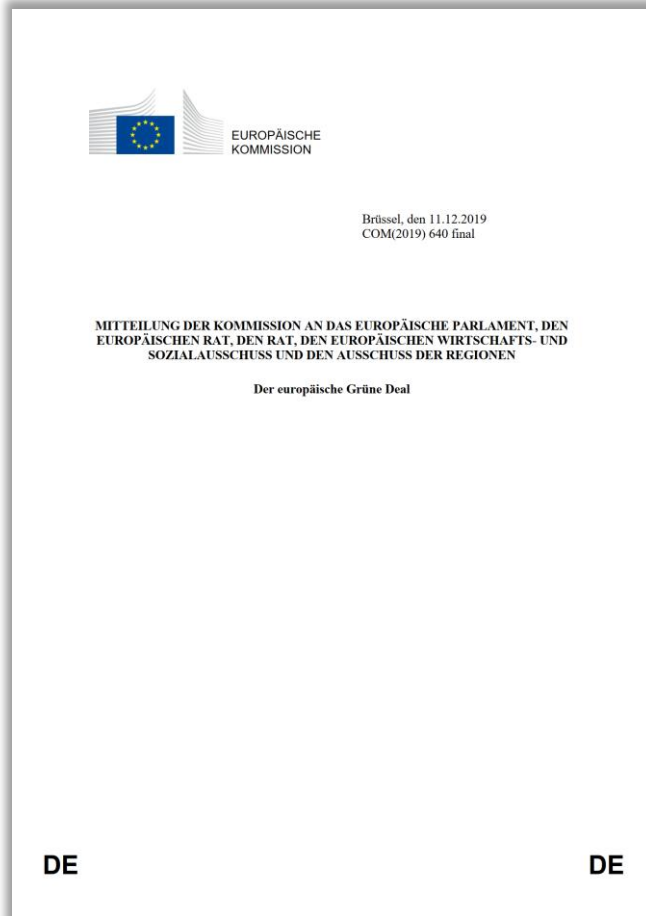 EUROPÄISCHE
KOMMISSION
Brüssel, den 11.12.2019
COM(2019) 640 final
MITTEILUNG DER KOMMISSION AN DAS EUROPÄISCHE PARLAMENT, DEN
EUROPÄISCHEN RAT, DEN RAT, DEN EUROPÄISCHEN WIRTSCHAFTS- UND
SOZIALAUSSCHUSS UND DEN AUSSCHUSS DER REGIONEN
Der europäische Grüne Deal
DE DE